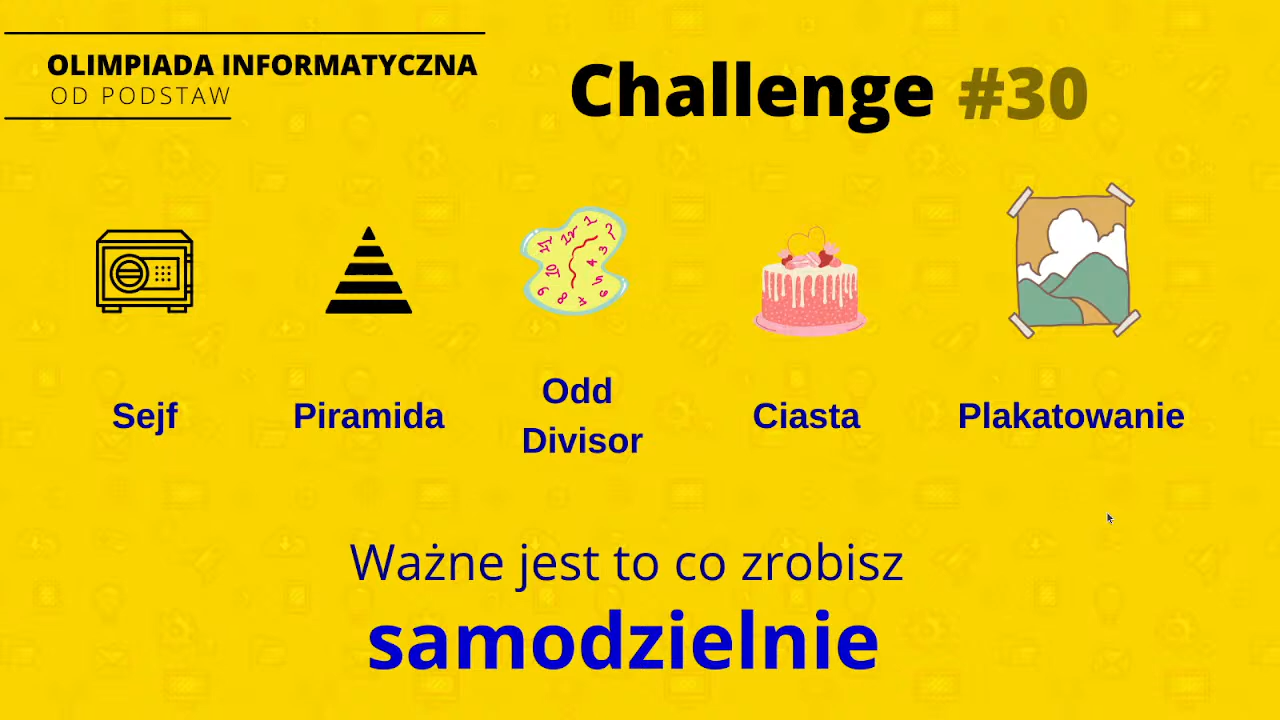 OLIMPIADA INFORMATYCZNA
OD PODSTAW
Challenge #30
Sejf
Piramida
Odd
Divisor
Ciasta
Plakatowanie
Ważne jest to co zrobisz
samodzielnie